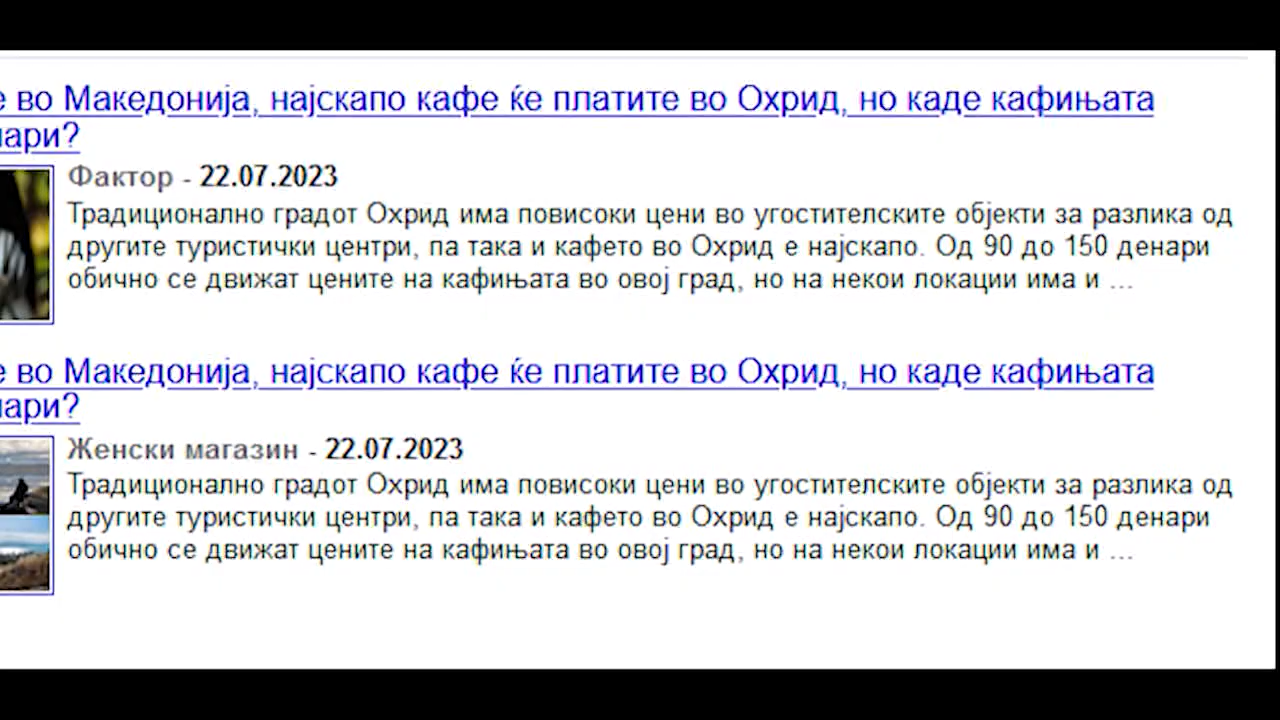 е во Македонија, најскапо кафе ќе платите во Охрид, но каде кафињата
нари?
Фактор - 22.07.2023
Традиционално градот Охрид има повисоки цени во угостителските објекти за разлика од
другите туристички центри, па така и кафето во Охрид е најскапо. Од 90 до 150 денари
обично се движат цените на кафињата во овој град, но на некои локации има и ...
е во Македонија, најскапо кафе ќе платите во Охрид, но каде кафињата
нари?
Женски магазин - 22.07.2023
Традиционално градот Охрид има повисоки цени во угостителските објекти за разлика од
другите туристички центри, па така и кафето во Охрид е најскапо. Од 90 до 150 денари
обично се движат цените на кафињата во овој град, но на некои локации има и ...